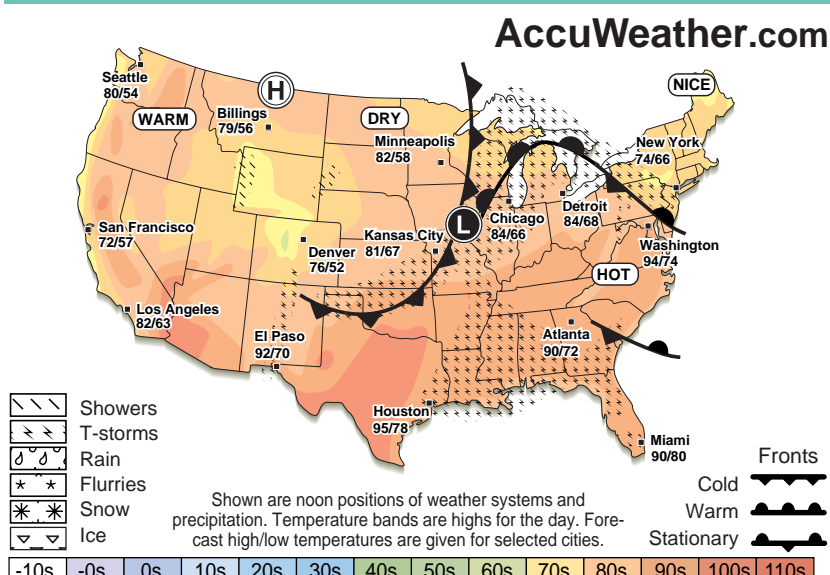 AccuWeather.com
Seattle
80/54
H
NICE
WARM
Billings
79/56
DRY
Minneapolis
82/58
New York
74/66
San Francisco
72/57
Denver
76/52
Kansas City
81/67
L
Chicago
84/66
Detroit
84/68
Washington
94/74
HOT
Los Angeles
82/63
El Paso
92/70
Atlanta
90/72
Houston
95/78
Miami
90/80
Showers
T-storms
Rain
Flurries
Snow
Ice
Shown are noon positions of weather systems and
precipitation. Temperature bands are highs for the day. Fore-
cast high/low temperatures are given for selected cities.
Fronts
Cold
Warm
Stationary
-10s -0s 0s 10s 20s 30s 40s 50s 60s 70s 80s 90s 100s 110s